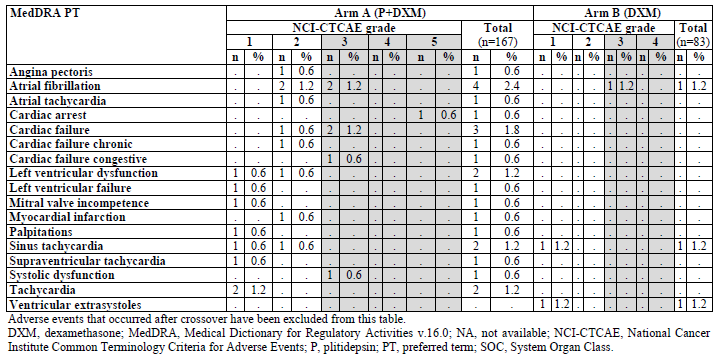 MedDRA PT Arm A (P+DXM) Arm B (DXM)
NCI-CTCAE grade Total (n=167) NCI-CTCAE grade Total (n=83)
1 2 3 4 5 1 2 3 4
n % n % n % n % n % n % n % n % n % n % n %
Angina pectoris . . 1 0.6 . . . . . . 1 0.6 . . . . . . . . . .
Atrial fibrillation . . 2 1.2 2 1.2 . . . . 4 2.4 . . . . 1 1.2 . . 1 1.2
Atrial tachycardia . . 1 0.6 . . . . . . 1 0.6 . . . . . . . . . .
Cardiac arrest . . . . . . . . 1 0.6 1 0.6 . . . . . . . . . .
Cardiac failure . . 1 0.6 2 1.2 . . . . 3 1.8 . . . . . . . . . .
Cardiac failure chronic . . 1 0.6 . . . . . . 1 0.6 . . . . . . . . . .
Cardiac failure congestive . . . . 1 0.6 . . . . 1 0.6 . . . . . . . . . .
Left ventricular dysfunction 1 0.6 1 0.6 . . . . . . 2 1.2 . . . . . . . . . .
Left ventricular failure 1 0.6 . . . . . . . . 1 0.6 . . . . . . . . . .
Mitral valve incompetence 1 0.6 . . . . . . . . 1 0.6 . . . . . . . . . .
Myocardial infarction . . 1 0.6 . . . . . . 1 0.6 . . . . . . . . . .
Palpitations 1 0.6 . . . . . . . . 1 0.6 . . . . . . . . . .
Sinus tachycardia 1 0.6 1 0.6 . . . . . . 2 1.2 1 1.2 . . . . . . 1 1.2
Supraventricular tachycardia 1 0.6 . . . . . . . . 1 0.6 . . . . . . . . . .
Systolic dysfunction . . . . 1 0.6 . . . . 1 0.6 . . . . . . . . . .
Tachycardia 2 1.2 . . . . . . . . 2 1.2 . . . . . . . . . .
Ventricular extrasystoles . . . . . . . . . . . . 1 1.2 . . . . . . 1 1.2
Adverse events that occurred after crossover have been excluded from this table.
DXM, dexamethasone; MedDRA, Medical Dictionary for Regulatory Activities v.16.0; NA, not available; NCI-CTCAE, National Cancer
Institute Common Terminology Criteria for Adverse Events; P, plitidepsin; PT, preferred term; SOC, System Organ Class.